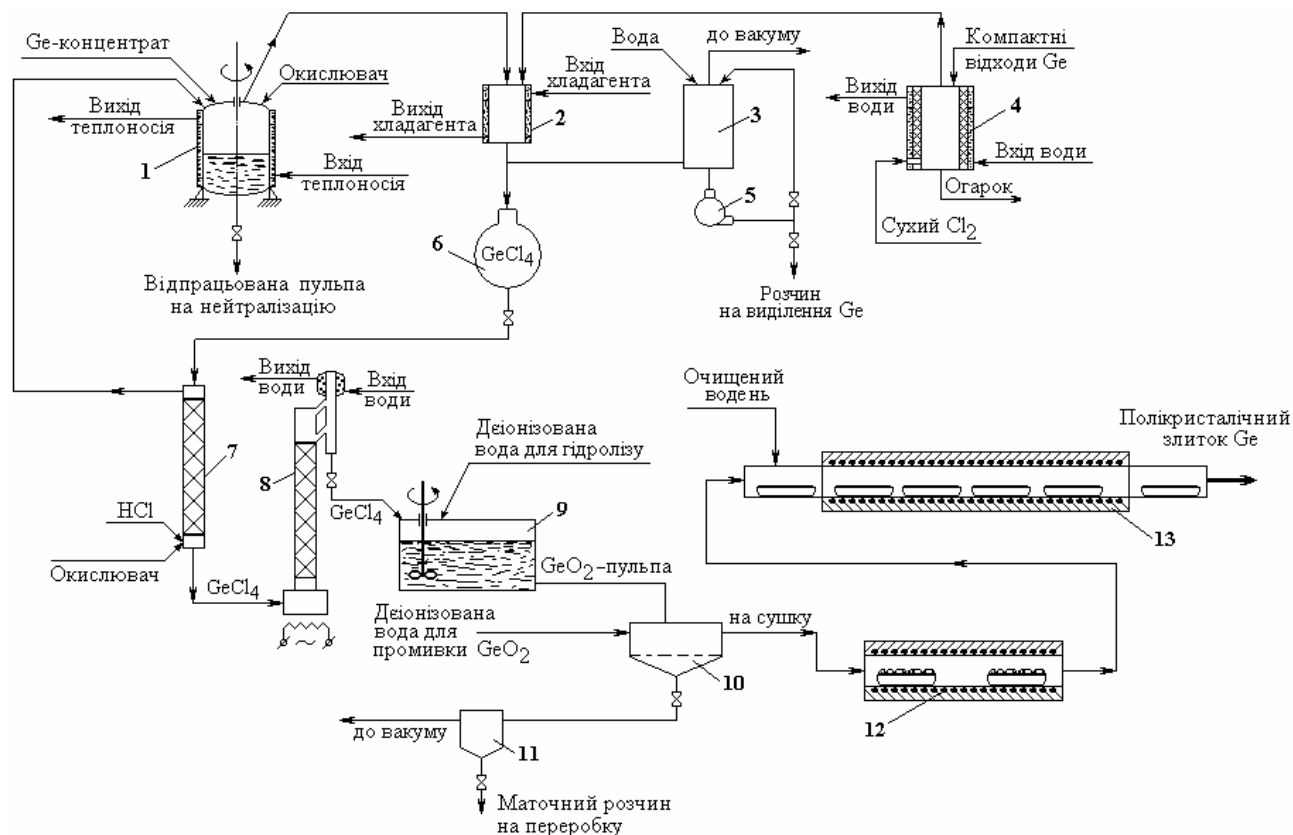 Ge-концентрат
Окислювач
Вихід
теплоносія
1
Вхід
теплоносія
Відпрацьована пульпа
на нейтралізацію
Вхід
хладагента
Вихід
хладагента
2
Вода
до вакуму
3
5
Розчин
на виділення Ge
Компактні
відходи Ge
Вихід
води
4
Вхід води
Огарок
Сухий Cl2
6
GeCl4
7
HCl
Окислювач
GeCl4
Вихід
води
Вхід
води
8
Деіонізована
вода для гідролізу
GeCl4
9
GeO2-пульпа
Деіонізована
вода для
промивки GeO2
на сушку
10
до вакуму
11
Маточний розчин
на переробку
12
Очищений
водень
Полікристалічний
злиток Ge
13